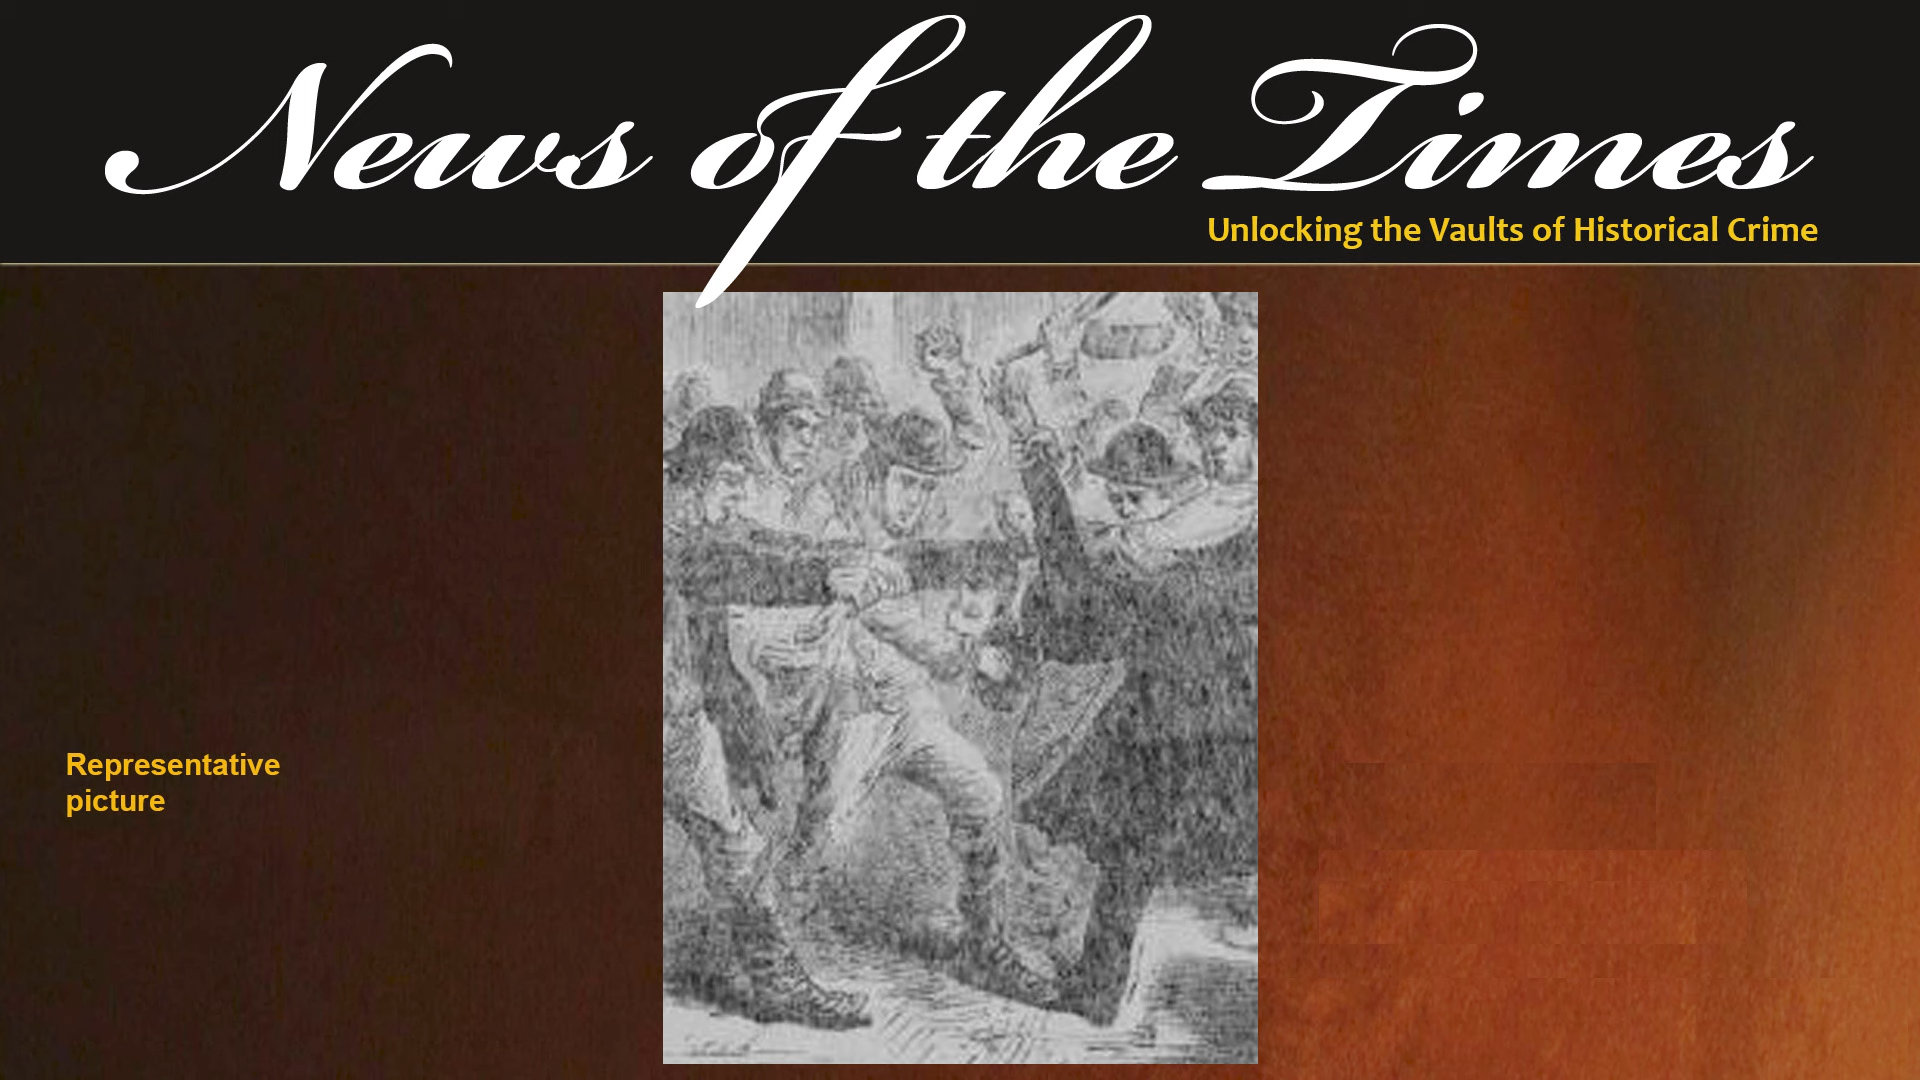 News of the Times
Unlocking the Vaults of Historical Crime
Representative
picture